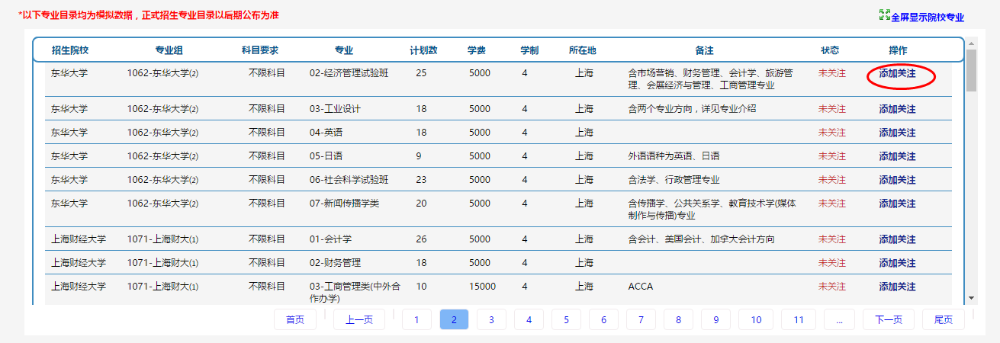 *以下专业目录均为模拟数据，正式招生专业目录以后期公布为准
全屏显示院校专业
招生院校 专业组 科目要求 专业 计划数 学费 学制 所在地 备注 状态 操作
东华大学 1062-东华大学(2) 不限科目 02-经济管理试验班 25 5000 4 上海 含市场营销、财务管理、会计学、旅游管 未关注 添加关注
理、会展经济与管理、工商管理专业
东华大学 1062-东华大学(2) 不限科目 03-工业设计 18 5000 4 上海 含两个专业方向，详见专业介绍 未关注 添加关注
东华大学 1062-东华大学(2) 不限科目 04-英语 18 5000 4 上海 未关注 添加关注
东华大学 1062-东华大学(2) 不限科目 05-日语 9 5000 4 上海 外语语种为英语、日语 未关注 添加关注
东华大学 1062-东华大学(2) 不限科目 06-社会科学试验班 23 5000 4 上海 含法学、行政管理专业 未关注 添加关注
东华大学 1062-东华大学(2) 不限科目 07-新闻传播学类 20 5000 4 上海 含传播学、公共关系学、教育技术学(媒体 未关注 添加关注
制作与传播)专业
上海财经大学 1071-上海财大(1) 不限科目 01-会计学 26 5000 4 上海 含会计、美国会计、加拿大会计方向 未关注 添加关注
上海财经大学 1071-上海财大(1) 不限科目 02-财务管理 18 5000 4 上海 未关注 添加关注
上海财经大学 1071-上海财大(1) 不限科目 03-工商管理类(中外合 10 15000 4 上海 ACCA 未关注 添加关注
作办学)
首页 上一页 1 2 3 4 5 6 7 8 9 10 11 ... 下一页 尾页